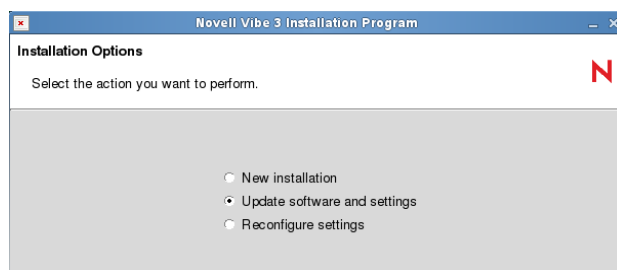 Novell Vibe 3 Installation Program
Installation Options
Select the action you want to perform.
N
New installation
Update software and settings
Reconfigure settings